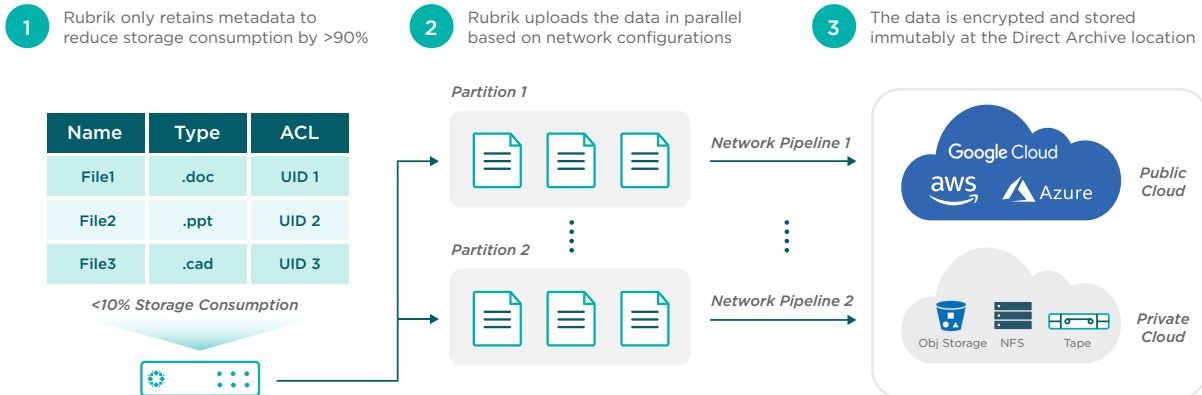 1
Rubrik only retains metadata to
reduce storage consumption by >90%
2
Rubrik uploads the data in parallel
based on network configurations
3
The data is encrypted and stored
immutably at the Direct Archive location
Name Type ACL
File1 .doc UID 1
File2 .ppt UID 2
File3 .cad UID 3
<10% Storage Consumption
Partition 1
Partition 2
Network Pipeline 1
Network Pipeline 2
Google Cloud
aws Azure
Public
Cloud
Obj Storage NFS Tape
Private
Cloud